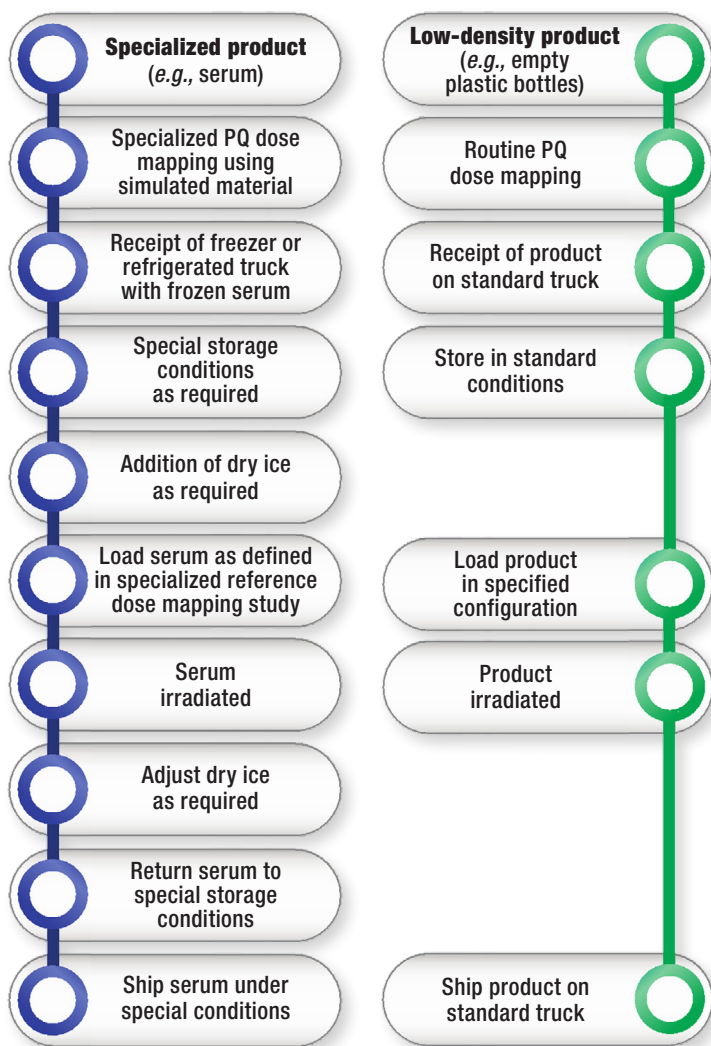 Specialized product
(e.g., serum)
Specialized PQ dose
mapping using
simulated material
Receipt of freezer or
refrigerated truck
with frozen serum
Special storage
conditions
as required
Addition of dry ice
as required
Load serum as defined
in specialized reference
dose mapping study
Serum
irradiated
Adjust dry ice
as required
Return serum to
special storage
conditions
Ship serum under
special conditions
Low-density product
(e.g., empty
plastic bottles)
Routine PQ
dose mapping
Receipt of product
on standard truck
Store in standard
conditions
Load product
in specified
configuration
Product
irradiated
Ship product on
standard truck